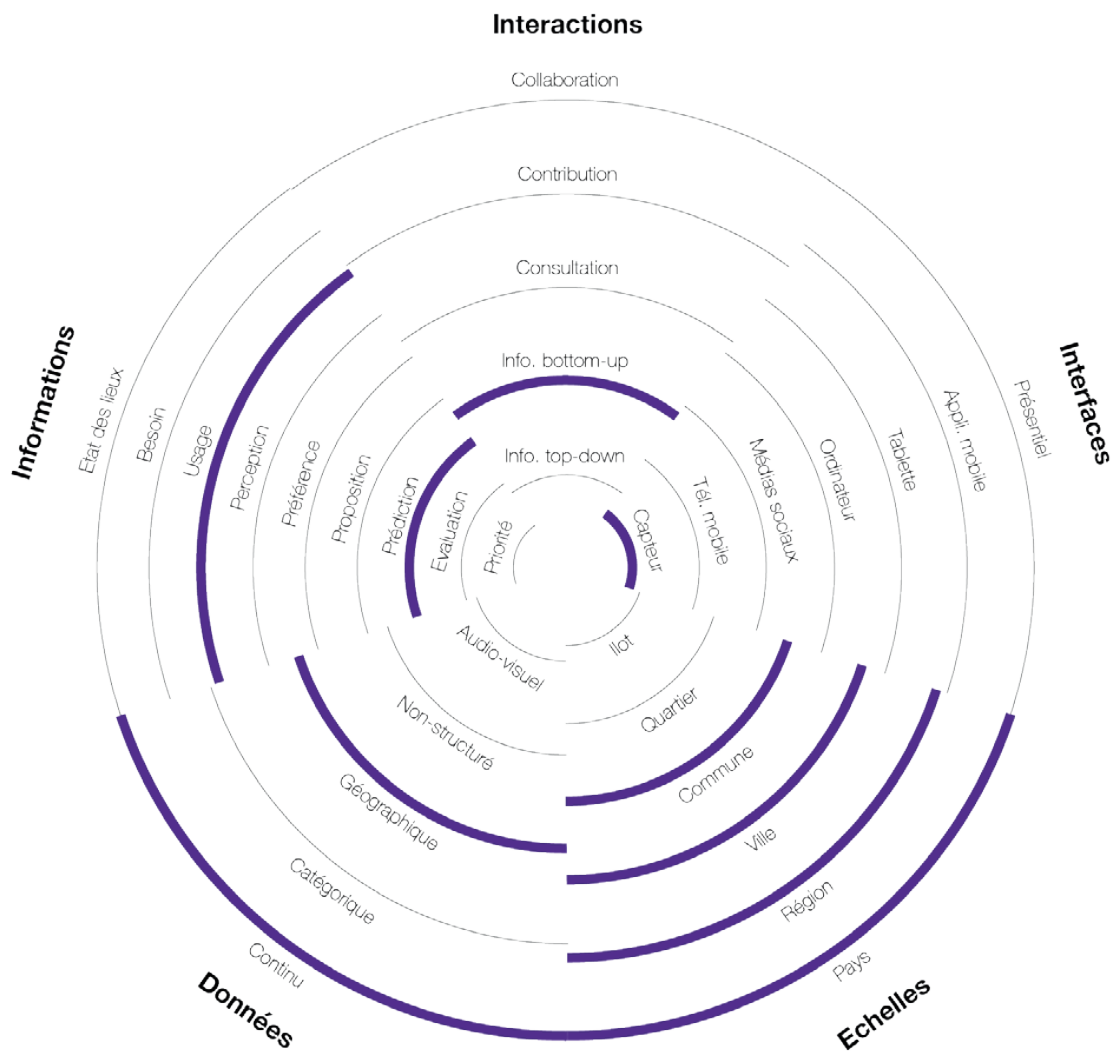 Interactions
Collaboration
Contribution
Consultation
Info. bottom-up
Info. top-down
Informations
Etat des lieux
Besoin
Usage
Perception
Préférence
Proposition
Prédiction
Evaluation
Priorité
Interfaces
Présentiel
Appli. mobile
Tablette
Ordinateur
Médias sociaux
Tél. mobile
Capteur
Audio-visuel
Non-structuré
Géographique
Catégorique
Continu
Données
Ilot
Quartier
Commune
Ville
Région
Pays
Echelles